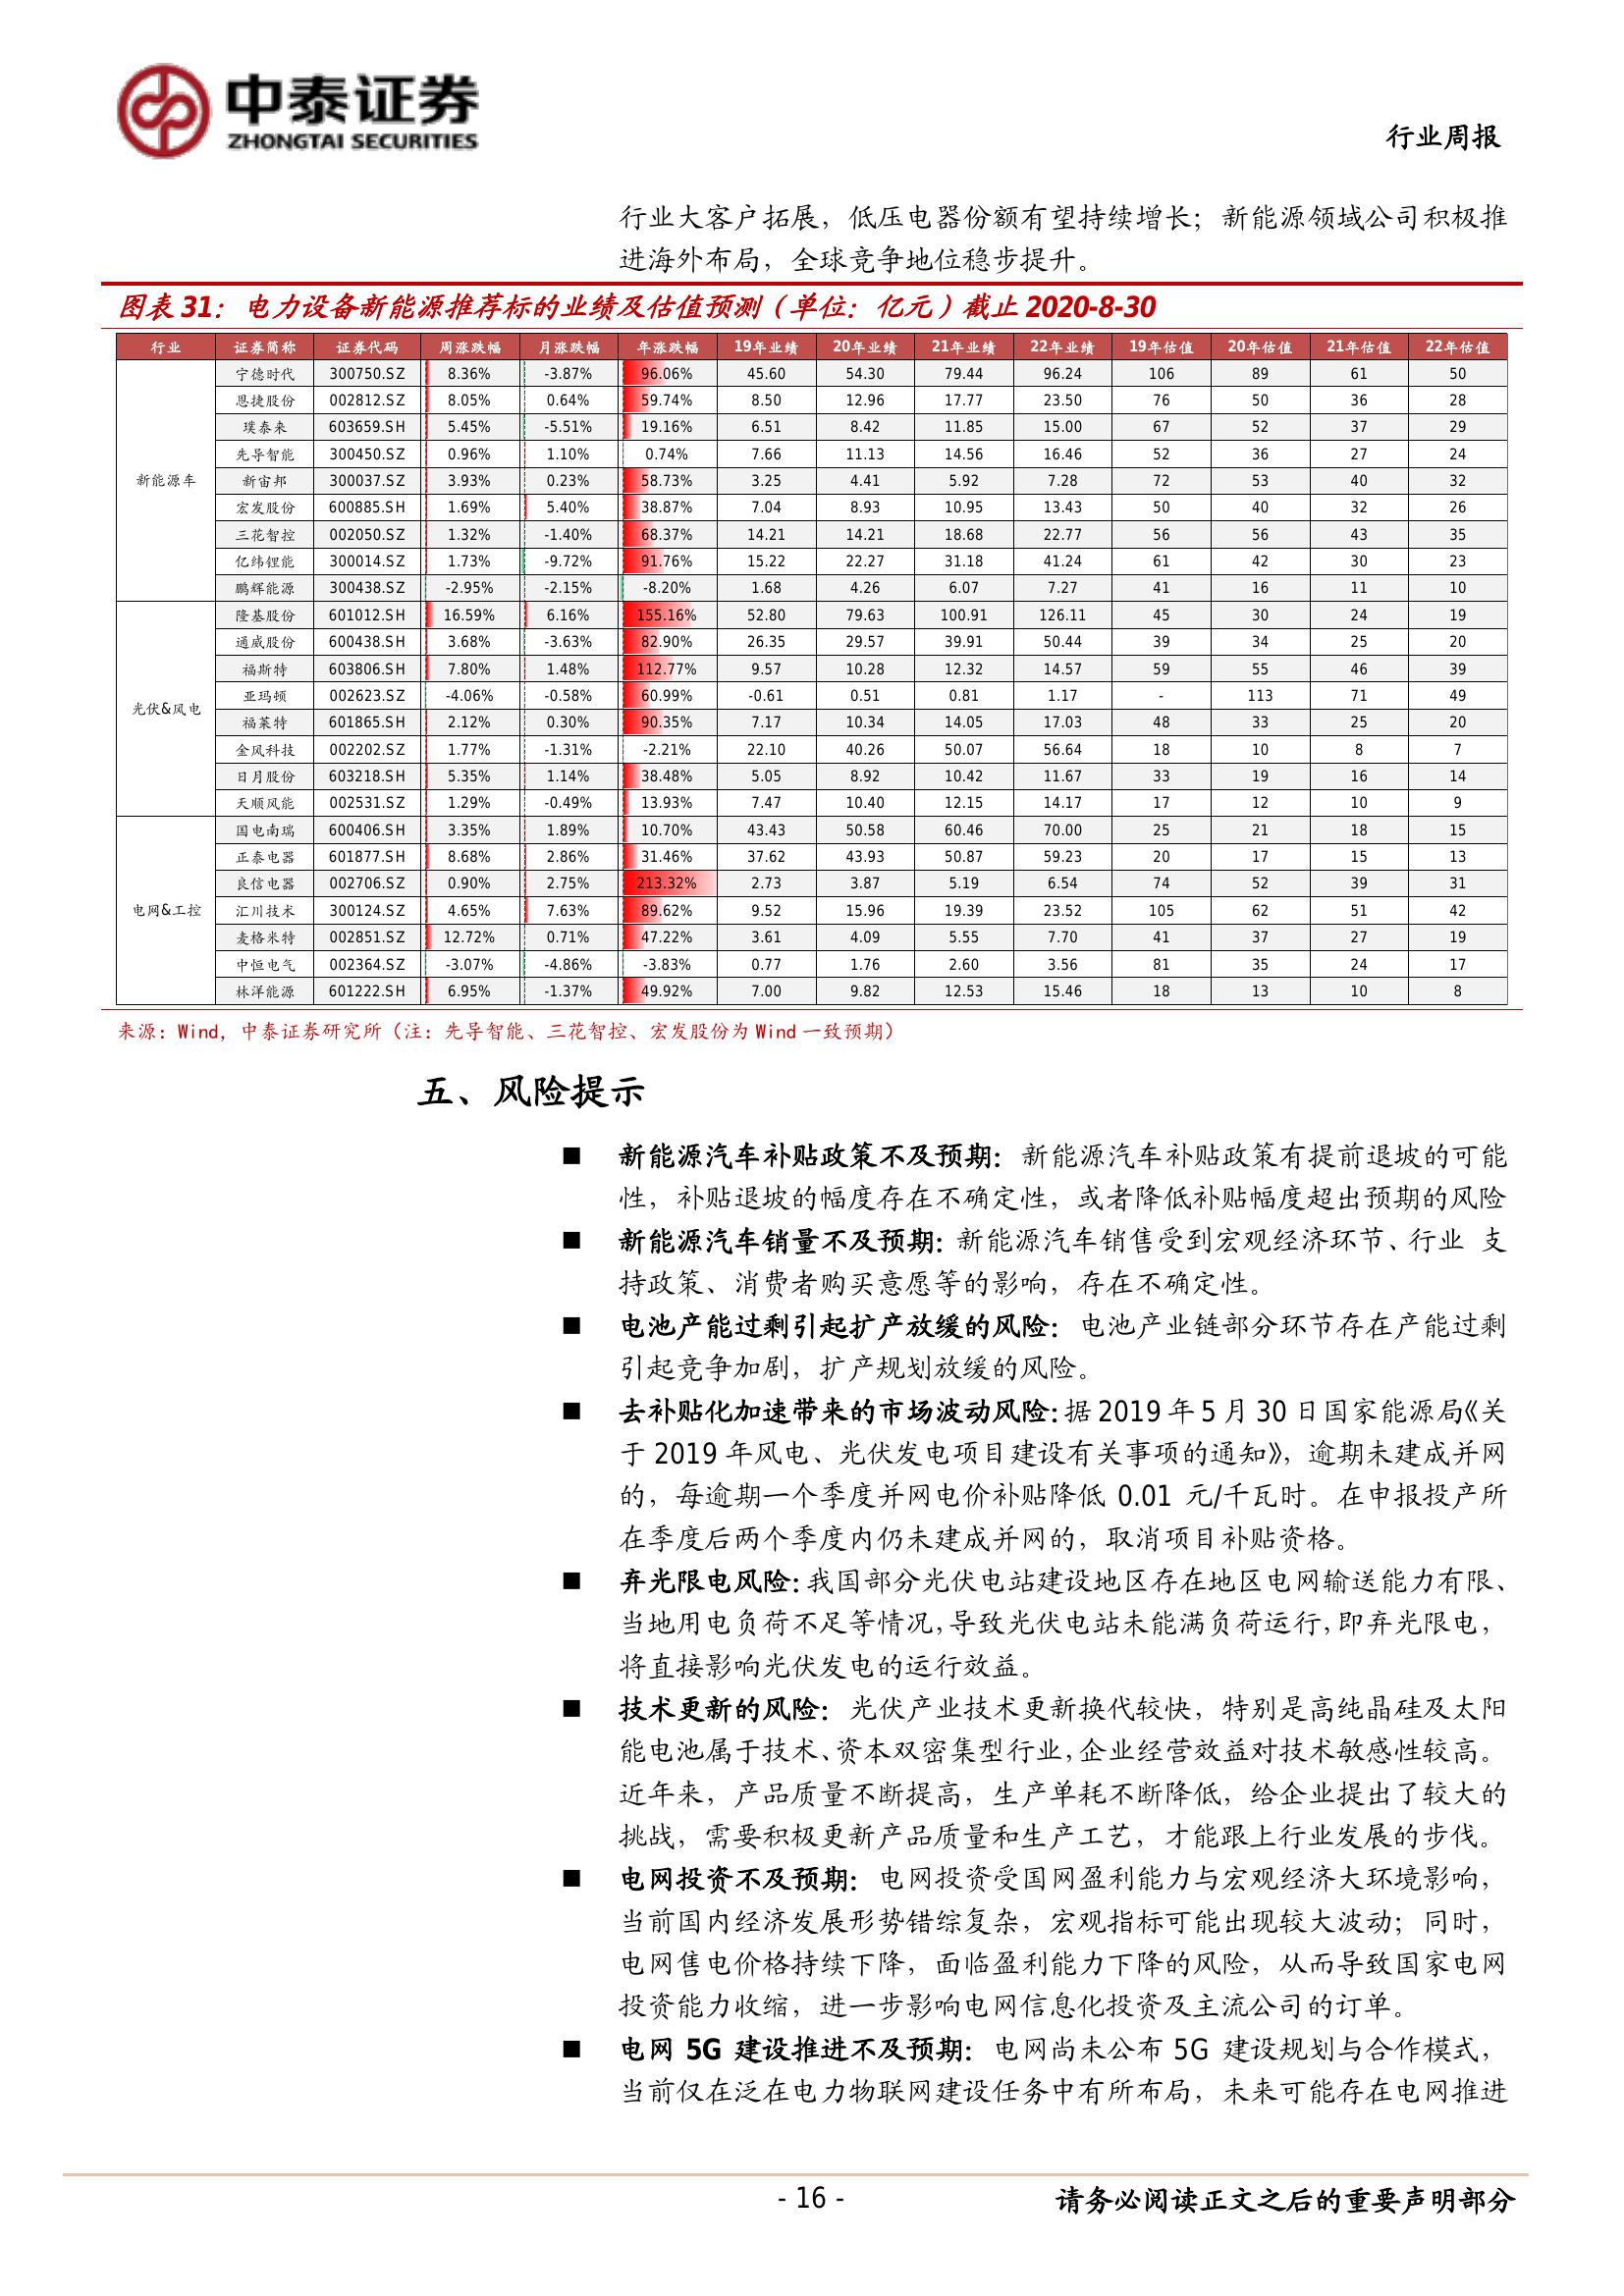 中泰证券
ZHONGTAI SECURITIES
行业周报
行业大客户拓展，低压电器份额有望持续增长；新能源领域公司积极推
进海外布局，全球竞争地位稳步提升。
图表 31：电力设备新能源推荐标的业绩及估值预测（单位：亿元）截止 2020-8-30
行业 证券简称 证券代码 周涨跌幅 月涨跌幅 年涨跌幅 19年业绩 20年业绩 21年业绩 22年业绩 19年估值 20年估值 21年估值 22年估值
宁德时代 300750.SZ 8.36% -3.87% 96.06% 45.60 54.30 79.44 96.24 106 89 61 50
恩捷股份 002812.SZ 8.05% 0.64% 59.74% 8.50 12.96 17.77 23.50 76 50 36 28
璞泰来 603659.SH 5.45% -5.51% 19.16% 6.51 8.42 11.85 15.00 67 52 37 29
先导智能 300450.SZ 0.96% 1.10% 0.74% 7.66 11.13 14.56 16.46 52 36 27 24
新能源车 新宙邦 300037.SZ 3.93% 0.23% 58.73% 3.25 4.41 5.92 7.28 72 53 40 32
宏发股份 600885.SH 1.69% 5.40% 38.87% 7.04 8.93 10.95 13.43 50 40 32 26
三花智控 002050.SZ 1.32% -1.40% 68.37% 14.21 14.21 18.68 22.77 56 56 43 35
亿纬锂能 300014.SZ 1.73% -9.72% 91.76% 15.22 22.27 31.18 41.24 61 42 30 23
鹏辉能源 300438.SZ -2.95% -2.15% -8.20% 1.68 4.26 6.07 7.27 41 16 11 10
隆基股份 601012.SH 16.59% 6.16% 155.16% 52.80 79.63 100.91 126.11 45 30 24 19
通威股份 600438.SH 3.68% -3.63% 82.90% 26.35 29.57 39.91 50.44 39 34 25 20
福斯特 603806.SH 7.80% 1.48% 112.77% 9.57 10.28 12.32 14.57 59 55 46 39
亚玛顿 002623.SZ -4.06% -0.58% 60.99% -0.61 0.51 0.81 1.17 - 113 71 49
光伏&风电 福莱特 601865.SH 2.12% 0.30% 90.35% 7.17 10.34 14.05 17.03 48 33 25 20
金风科技 002202.SZ 1.77% -1.31% -2.21% 22.10 40.26 50.07 56.64 18 10 8 7
日月股份 603218.SH 5.35% 1.14% 38.48% 5.05 8.92 10.42 11.67 33 19 16 14
天顺风能 002531.SZ 1.29% -0.49% 13.93% 7.47 10.40 12.15 14.17 17 12 10 9
国电南瑞 600406.SH 3.35% 1.89% 10.70% 43.43 50.58 60.46 70.00 25 21 18 15
正泰电器 601877.SH 8.68% 2.86% 31.46% 37.62 43.93 50.87 59.23 20 17 15 13
良信电器 002706.SZ 0.90% 2.75% 213.32% 2.73 3.87 5.19 6.54 74 52 39 31
电网&工控 汇川技术 300124.SZ 4.65% 7.63% 89.62% 9.52 15.96 19.39 23.52 105 62 51 42
麦格米特 002851.SZ 12.72% 0.71% 47.22% 3.61 4.09 5.55 7.70 41 37 27 19
中恒电气 002364.SZ -3.07% -4.86% -3.83% 0.77 1.76 2.60 3.56 81 35 24 17
林洋能源 601222.SH 6.95% -1.37% 49.92% 7.00 9.82 12.53 15.46 18 13 10 8
来源：Wind，中泰证券研究所（注：先导智能、三花智控、宏发股份为 Wind 一致预期）
五、风险提示
■ 新能源汽车补贴政策不及预期：新能源汽车补贴政策有提前退坡的可能
性，补贴退坡的幅度存在不确定性，或者降低补贴幅度超出预期的风险
■ 新能源汽车销量不及预期：新能源汽车销售受到宏观经济环节、行业 支
持政策、消费者购买意愿等的影响，存在不确定性。
■ 电池产能过剩引起扩产放缓的风险：电池产业链部分环节存在产能过剩
引起竞争加剧，扩产规划放缓的风险。
■ 去补贴化加速带来的市场波动风险：据 2019 年 5 月 30 日国家能源局《关
于 2019 年风电、光伏发电项目建设有关事项的通知》，逾期未建成并网
的，每逾期一个季度并网电价补贴降低 0.01 元/千瓦时。在申报投产所
在季度后两个季度内仍未建成并网的，取消项目补贴资格。
■ 弃光限电风险：我国部分光伏电站建设地区存在地区电网输送能力有限、
当地用电负荷不足等情况，导致光伏电站未能满负荷运行，即弃光限电，
将直接影响光伏发电的运行效益。
■ 技术更新的风险：光伏产业技术更新换代较快，特别是高纯晶硅及太阳
能电池属于技术、资本双密集型行业，企业经营效益对技术敏感性较高。
近年来，产品质量不断提高，生产单耗不断降低，给企业提出了较大的
挑战，需要积极更新产品质量和生产工艺，才能跟上行业发展的步伐。
■ 电网投资不及预期：电网投资受国网盈利能力与宏观经济大环境影响，
当前国内经济发展形势错综复杂，宏观指标可能出现较大波动；同时，
电网售电价格持续下降，面临盈利能力下降的风险，从而导致国家电网
投资能力收缩，进一步影响电网信息化投资及主流公司的订单。
■ 电网 5G 建设推进不及预期：电网尚未公布 5G 建设规划与合作模式，
当前仅在泛在电力物联网建设任务中有所布局，未来可能存在电网推进
- 16 -
请务必阅读正文之后的重要声明部分